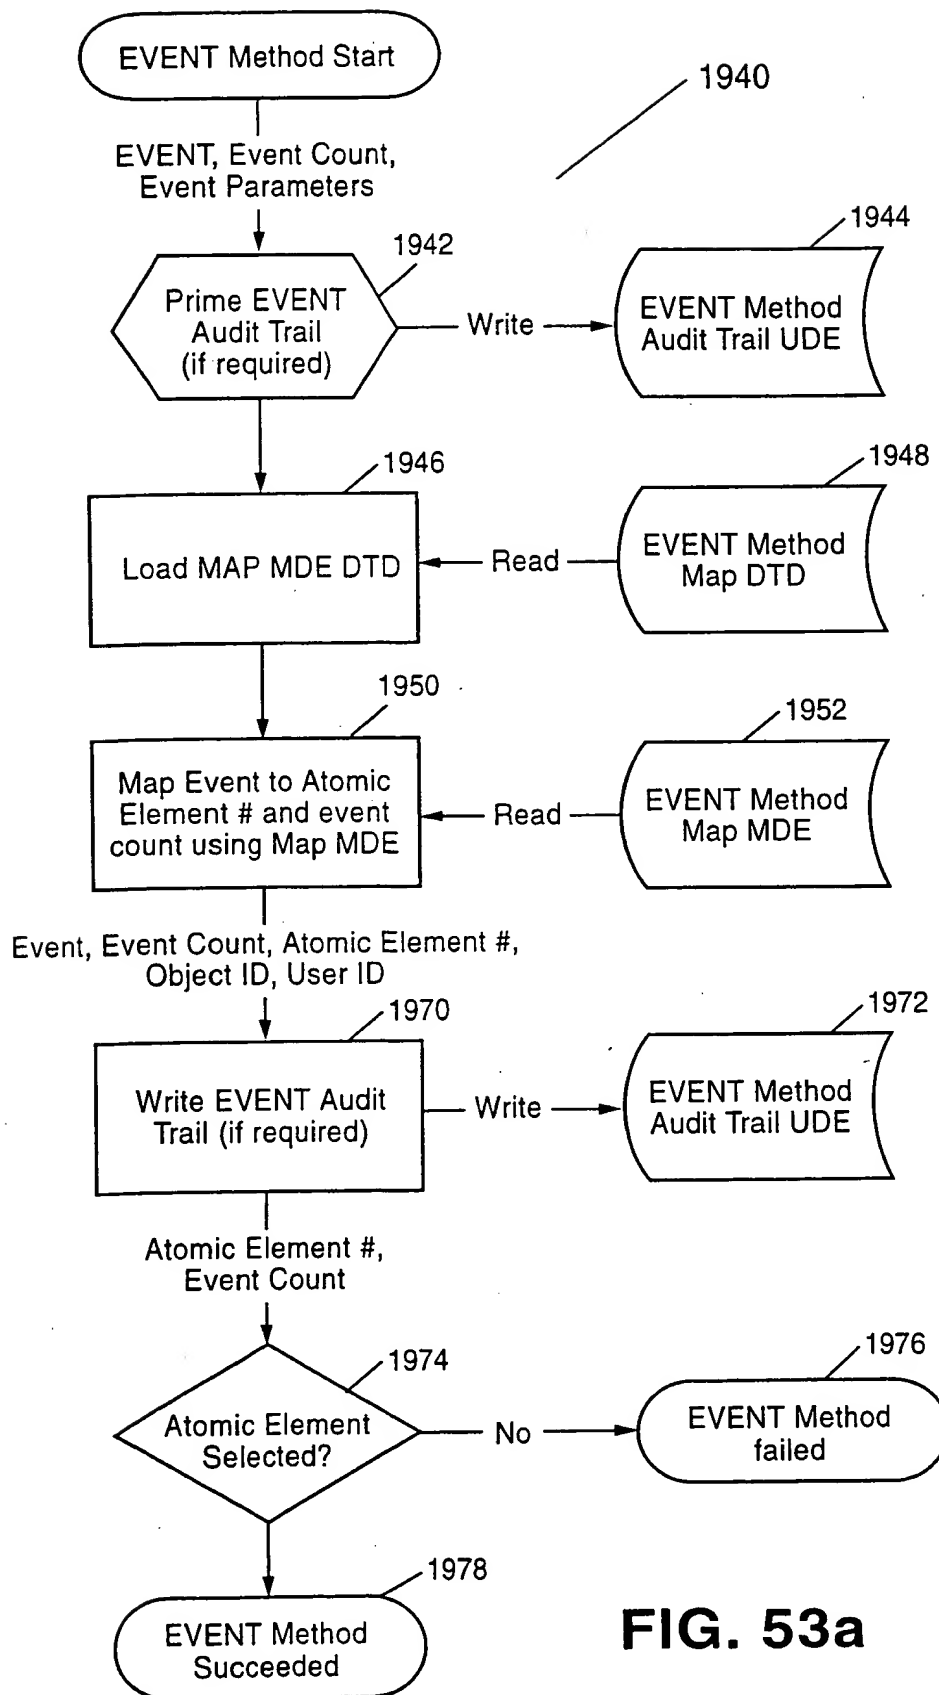 EVENT Method Start
1940
EVENT, Event Count,
Event Parameters
1942
1944
Prime EVENT
Audit Trail
(if required)
Write
EVENT Method
Audit Trail UDE
1946
1948
Load MAP MDE DTD
Read
EVENT Method
Map DTD
1950
1952
Map Event to Atomic
Element # and event
count using Map MDE
Read
EVENT Method
Map MDE
Event, Event Count, Atomic Element #,
Object ID, User ID
1970
1972
Write EVENT Audit
Trail (if required)
Write
EVENT Method
Audit Trail UDE
Atomic Element #,
Event Count
1974
1976
Atomic Element
Selected?
No
EVENT Method
failed
1978
EVENT Method
Succeeded
FIG. 53a